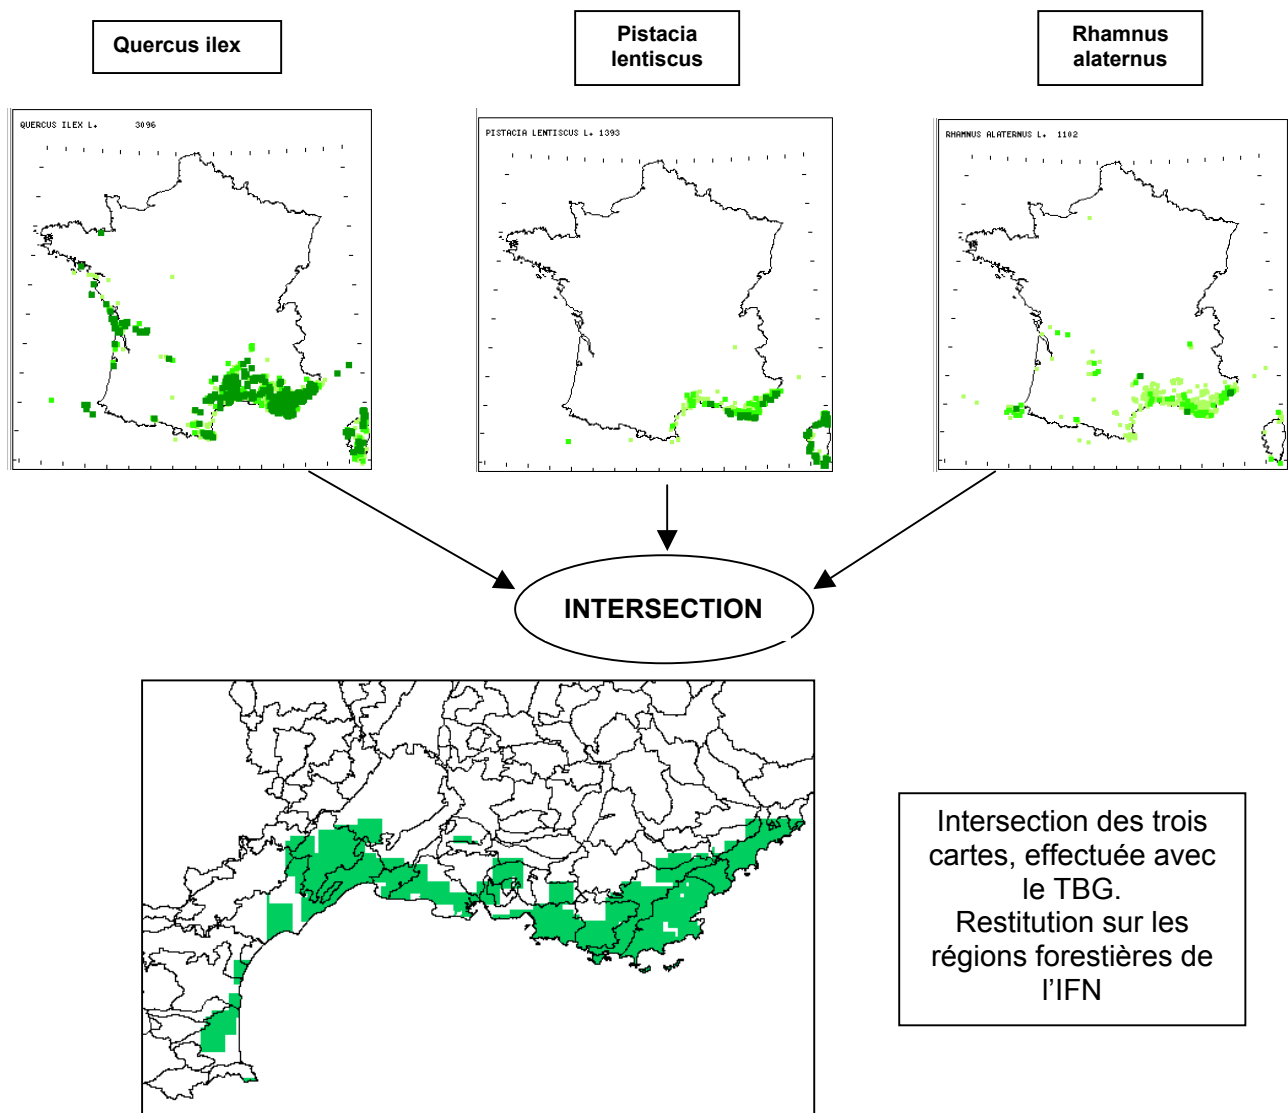 Quercus ilex
Pistacia
lentiscus
Rhamnus
alaternus
QUERCUS ILEX L. 3096
PISTACIA LENTISCUS L. 1393
RHAMNUS ALATERNUS L. 1102
INTERSECTION
Intersection des trois
cartes, effectuée avec
le TBG.
Restitution sur les
régions forestières de
l'IFN